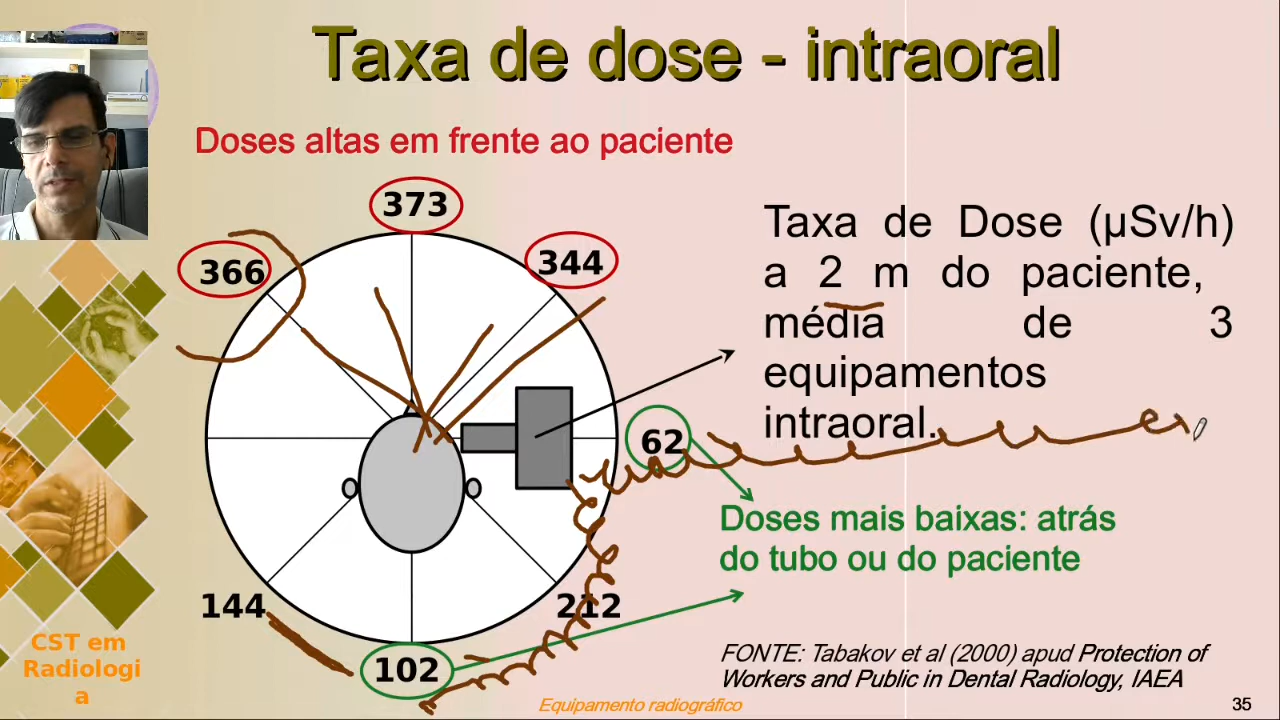 Taxa de dose - intraoral
Doses altas em frente ao paciente
373
366
344
Taxa de Dose (µSv/h)
a 2 m do paciente,
média de 3
equipamentos
intraoral.
62
Doses mais baixas: atrás
do tubo ou do paciente
144
212
102
CST em
Radiologi
a
FONTE: Tabakov et al (2000) apud Protection of
Workers and Public in Dental Radiology, IAEA
Equipamento radiográfico
35